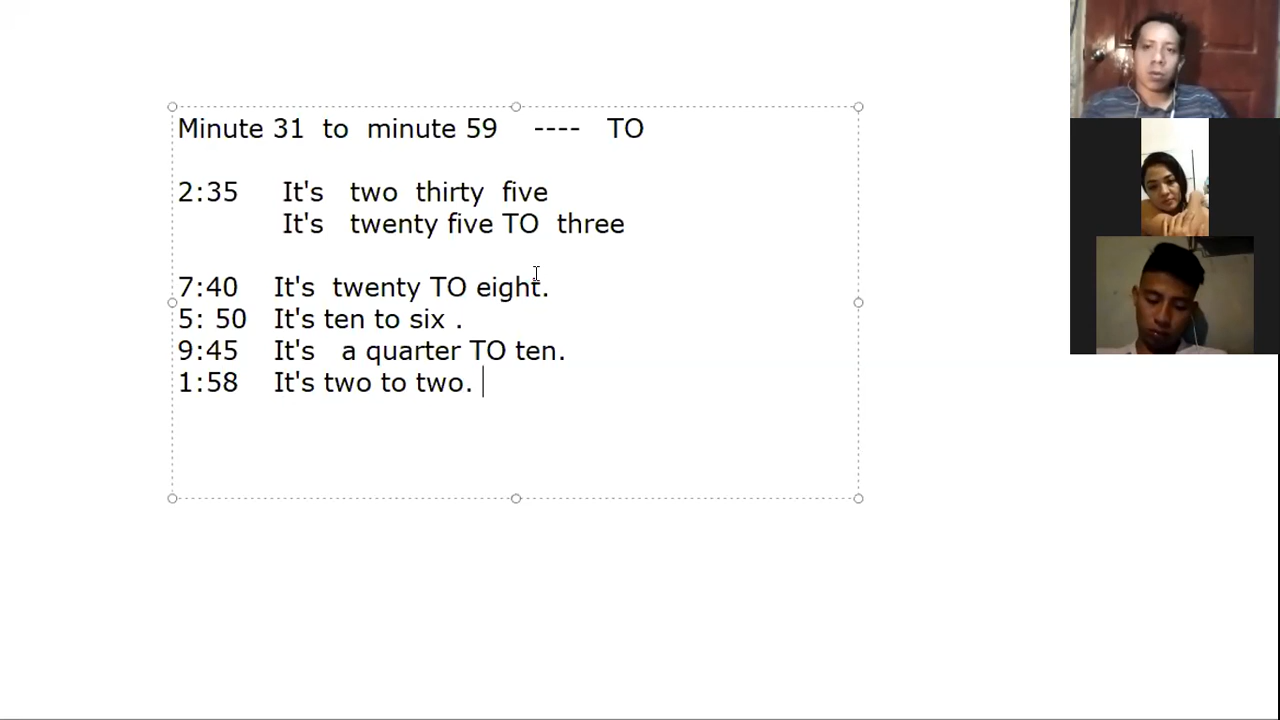 Minute 31 to minute 59 ---- TO
2:35 It's two thirty five
It's twenty five TO three
7:40 It's twenty TO eight.
5: 50 It's ten to six .
9:45 It's a quarter TO ten.
1:58 It's two to two.